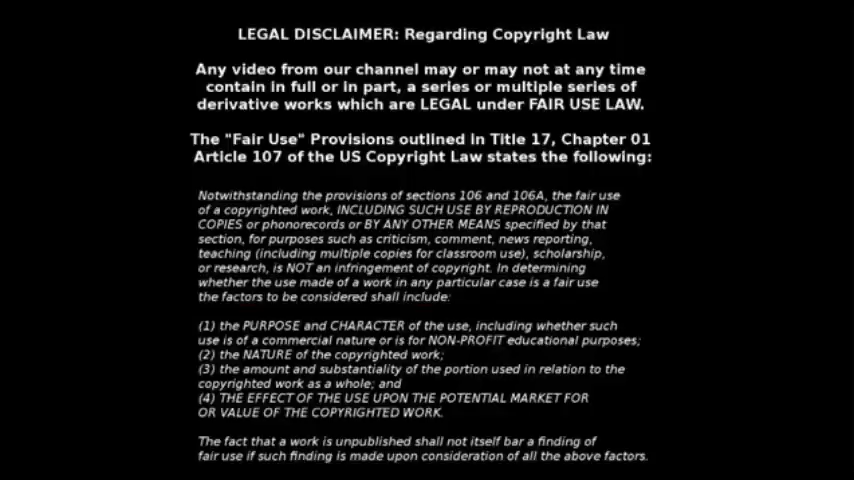 LEGAL DISCLAIMER: Regarding Copyright Law
Any video from our channel may or may not at any time
contain in full or in part, a series or multiple series of
derivative works which are LEGAL under FAIR USE LAW.
The "Fair Use" Provisions outlined in Title 17, Chapter 01
Article 107 of the US Copyright Law states the following:
Notwithstanding the provisions of sections 106 and 106A, the fair use
of a copyrighted work, INCLUDING SUCH USE BY REPRODUCTION IN
COPIES or phonorecords or BY ANY OTHER MEANS specified by that
section, for purposes such as criticism, comment, news reporting,
teaching (including multiple copies for classroom use), scholarship,
or research, is NOT an infringement of copyright. In determining
whether the use made of a work in any particular case is a fair use
the factors to be considered shall include:
(1) the PURPOSE and CHARACTER of the use, including whether such
use is of a commercial nature or is for NON-PROFIT educational purposes;
(2) the NATURE of the copyrighted work;
(3) the amount and substantiality of the portion used in relation to the
copyrighted work as a whole; and
(4) THE EFFECT OF THE USE UPON THE POTENTIAL MARKET FOR
OR VALUE OF THE COPYRIGHTED WORK.
The fact that a work is unpublished shall not itself bar a finding of
fair use if such finding is made upon consideration of all the above factors.